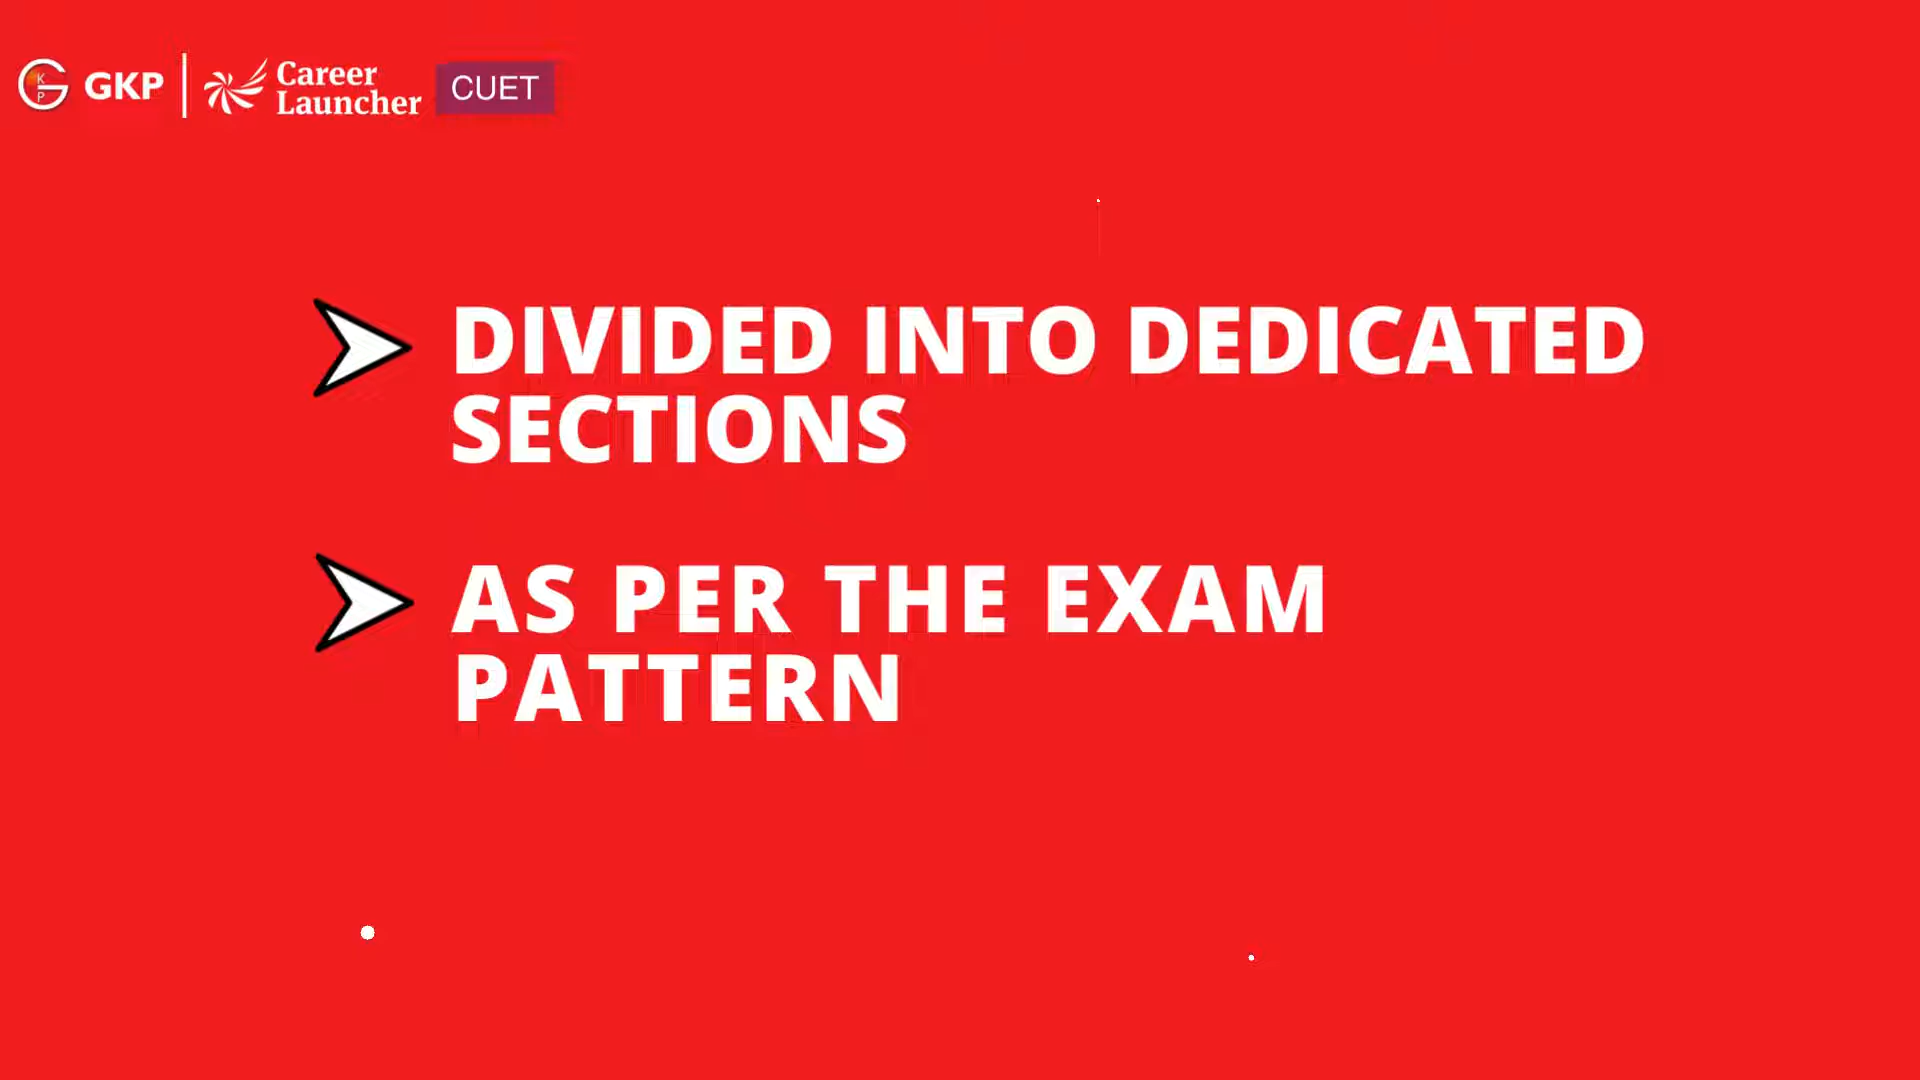 GKP
Career
Launcher
CUET
DIVIDED INTO DEDICATED
SECTIONS
AS PER THE EXAM
PATTERN